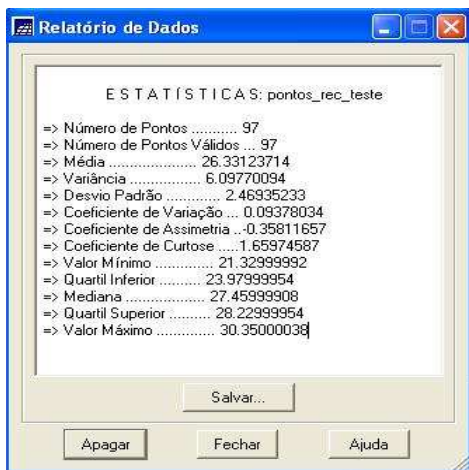 Relatório de Dados
E S T A T Í S T I C A S: pontos_rec_teste
=> Número de Pontos ........... 97
=> Número de Pontos Válidos ... 97
=> Média ..................... 26.33123714
=> Variância ................. 6.09770094
=> Desvio Padrão ............. 2.46935233
=> Coeficiente de Variação ... 0.09378034
=> Coeficiente de Assimetria ..-0.35811657
=> Coeficiente de Curtose .....1.65974587
=> Valor Mínimo .............. 21.32999992
=> Quartil Inferior .......... 23.97999954
=> Mediana ................... 27.45999908
=> Quartil Superior .......... 28.22999954
=> Valor Máximo .............. 30.35000038
Salvar...
Apagar Fechar Ajuda